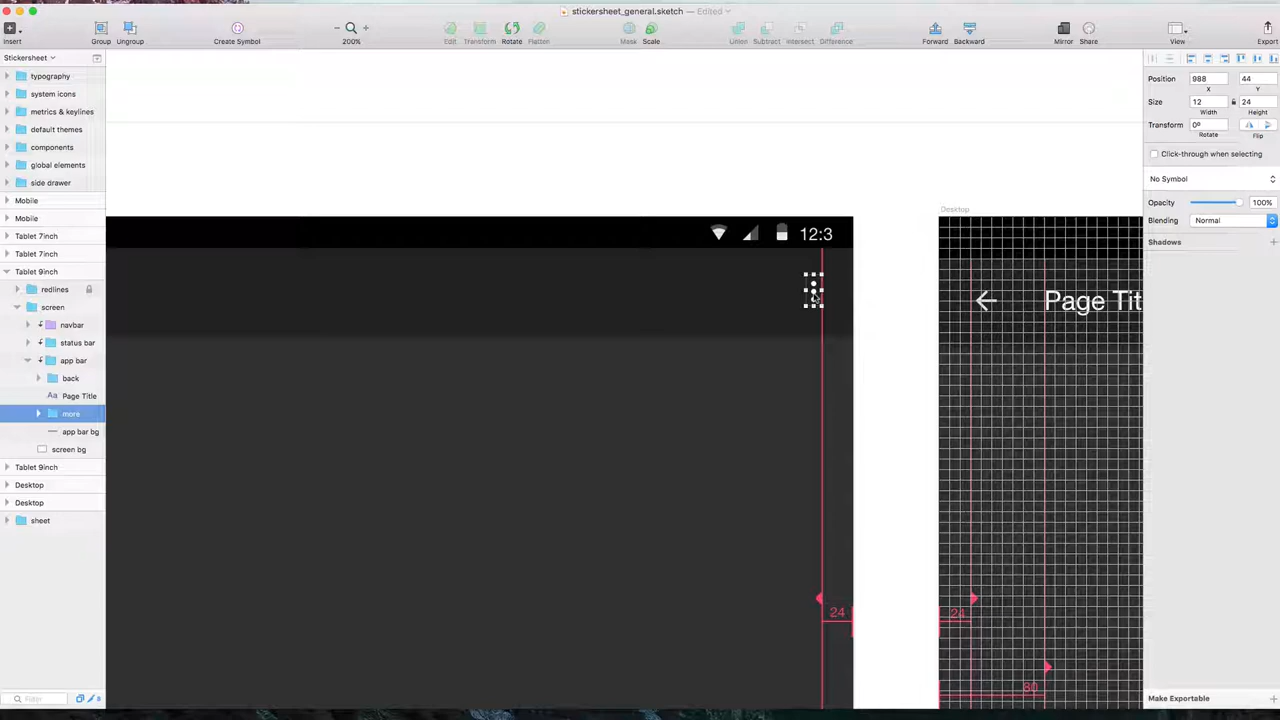 stickersheet_general.sketch — Edited
Insert
Group
Ungroup
Create Symbol
200%
Edit
Transform
Rotate
Flatten
Mask
Scale
Union
Subtract
Intersect
Difference
Forward
Backward
Mirror
Share
View
Export
Stickersheet
typography
system icons
metrics & keylines
default themes
components
global elements
side drawer
Mobile
Mobile
Tablet 7inch
Tablet 7inch
Tablet 9inch
redlines
screen
navbar
status bar
app bar
back
Aa Page Title
more
app bar bg
screen bg
Tablet 9inch
Desktop
Desktop
sheet
Filter
12:3
24
Desktop
Page Tit
24
80
Position 988 44
X Y
Size 12 24
Width Height
Transform 0°
Rotate Flip
Click-through when selecting
No Symbol
Opacity 100%
Blending Normal
Shadows
Make Exportable